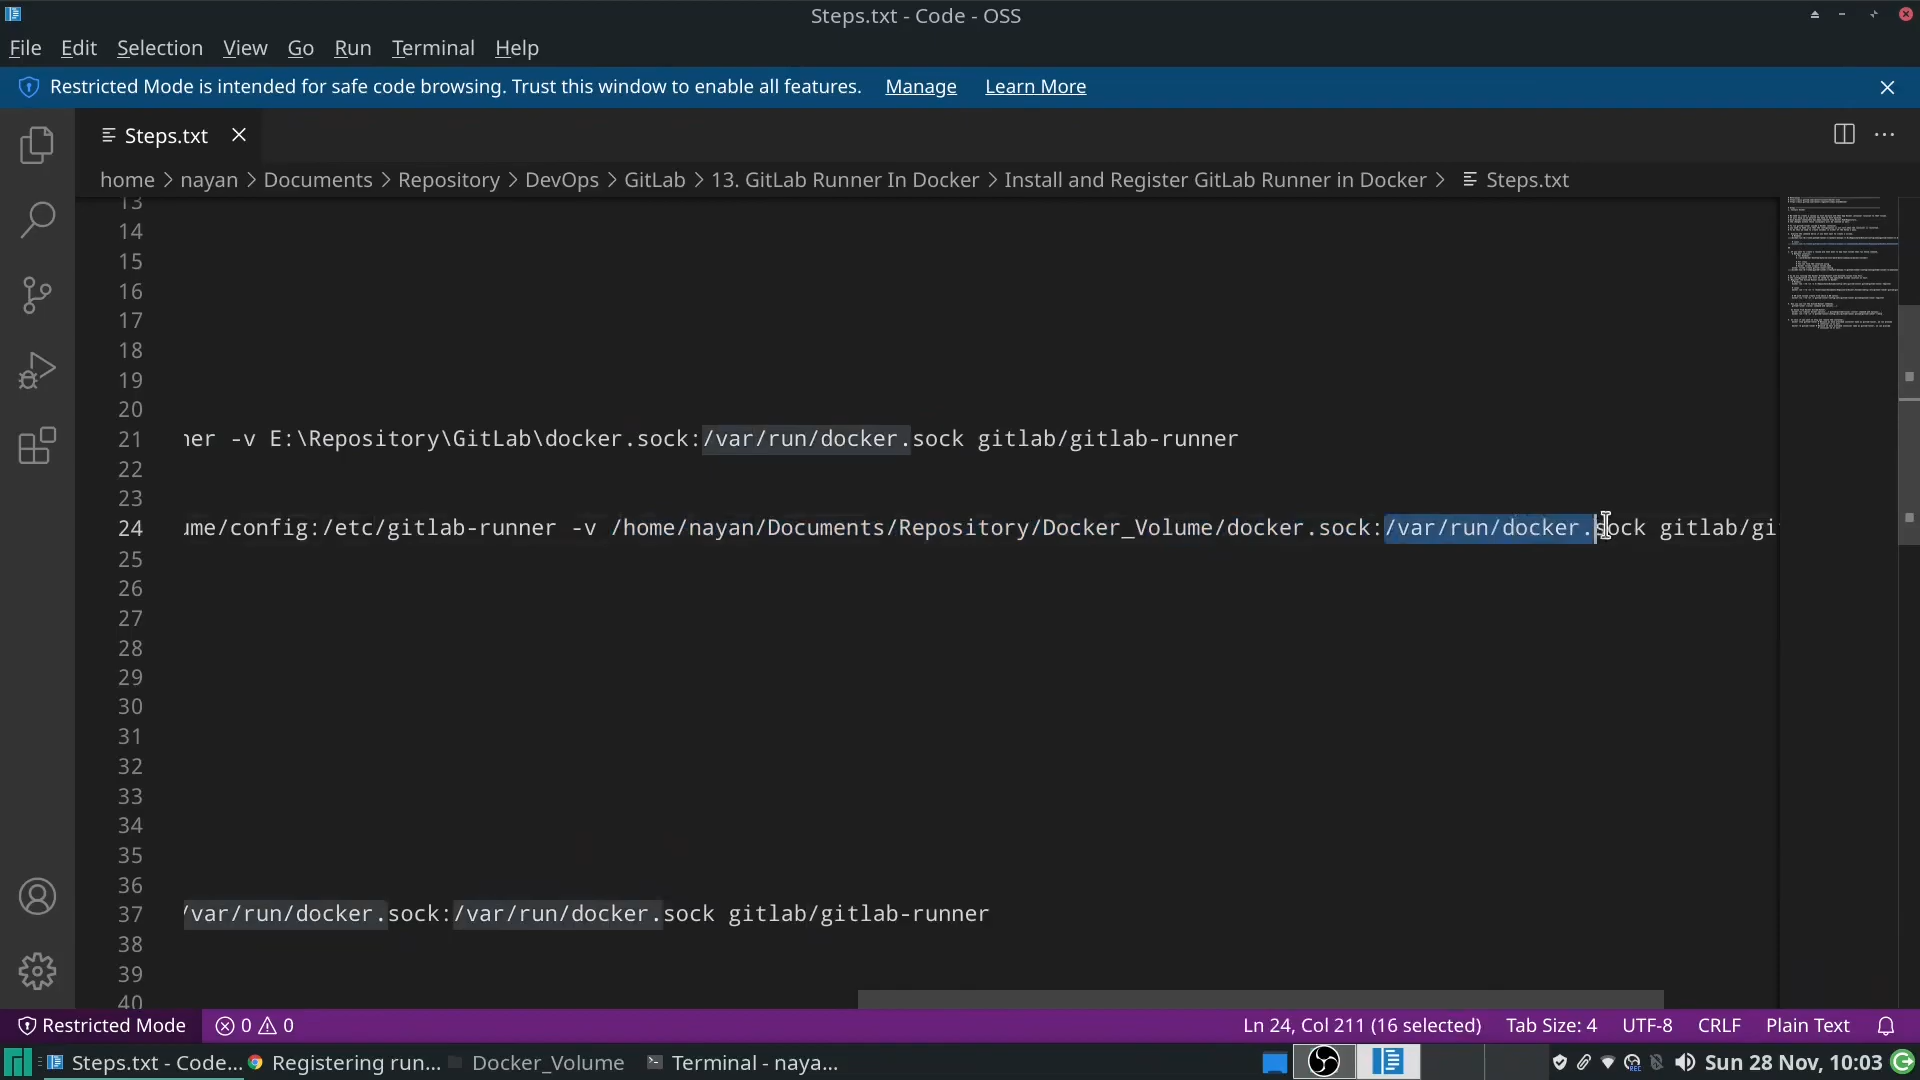 Steps.txt - Code - OSS
File Edit Selection View Go Run Terminal Help
Restricted Mode is intended for safe code browsing. Trust this window to enable all features. Manage Learn More
Steps.txt
home > nayan > Documents > Repository > DevOps > GitLab > 13. GitLab Runner In Docker > Install and Register GitLab Runner in Docker > Steps.txt
13
14
15
16
17
18
19
20
21 ner -v E:\Repository\GitLab\docker.sock:/var/run/docker.sock gitlab/gitlab-runner
22
23
24 ume/config:/etc/gitlab-runner -v /home/nayan/Documents/Repository/Docker_Volume/docker.sock:/var/run/docker.sock gitlab/gi
25
26
27
28
29
30
31
32
33
34
35
36
37 /var/run/docker.sock:/var/run/docker.sock gitlab/gitlab-runner
38
39
40
Restricted Mode 0 0 Ln 24, Col 211 (16 selected) Tab Size: 4 UTF-8 CRLF Plain Text
Steps.txt - Code... Registering run... Docker_Volume Terminal - naya... Sun 28 Nov, 10:03